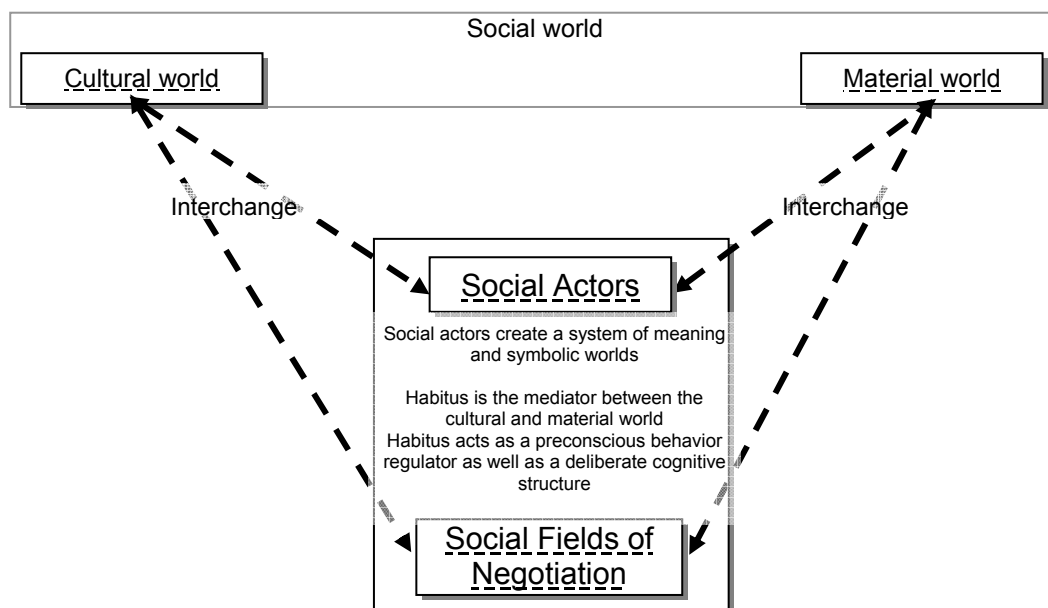 Social world
Cultural world
Material world
Interchange
Interchange
Social Actors
Social actors create a system of meaning
and symbolic worlds
Habitus is the mediator between the
cultural and material world
Habitus acts as a preconscious behavior
regulator as well as a deliberate cognitive
structure
Social Fields of
Negotiation